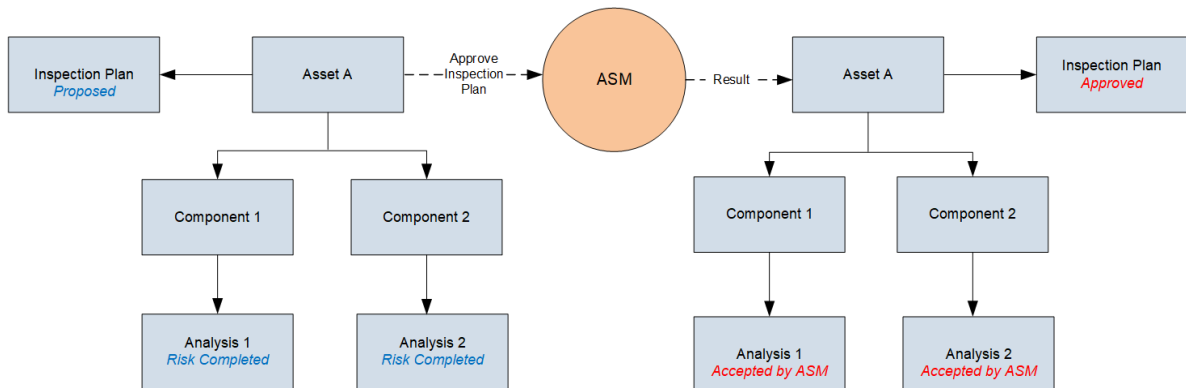 Inspection Plan
Proposed
Asset A
Approve
Inspection
Plan
ASM
Result
Asset A
Inspection Plan
Approved
Component 1
Component 2
Component 1
Component 2
Analysis 1
Risk Completed
Analysis 2
Risk Completed
Analysis 1
Accepted by ASM
Analysis 2
Accepted by ASM